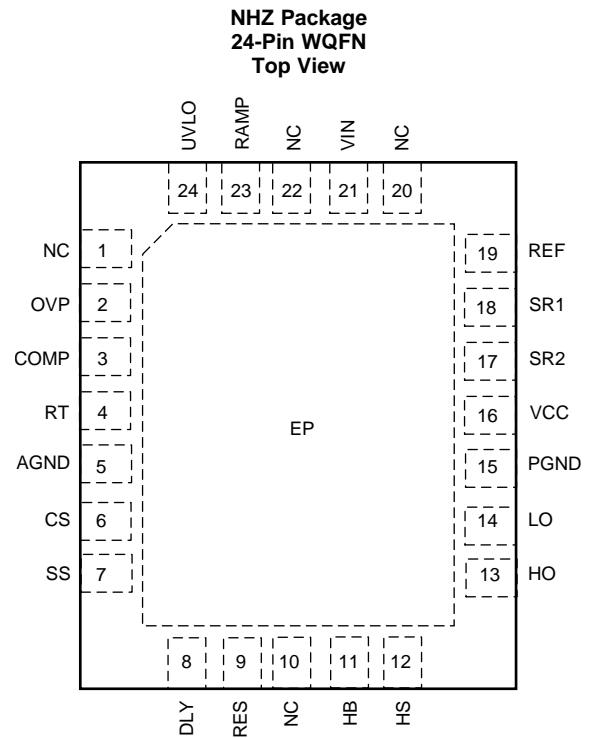 NHZ Package
24-Pin WQFN
Top View
UVLO RAMP NC VIN NC
24 23 22 21 20
NC 1 19 REF
OVP 2 18 SR1
COMP 3 17 SR2
RT 4 16 VCC
EP
AGND 5 15 PGND
CS 6 14 LO
SS 7 13 HO
8 9 10 11 12
DLY RES NC HB HS